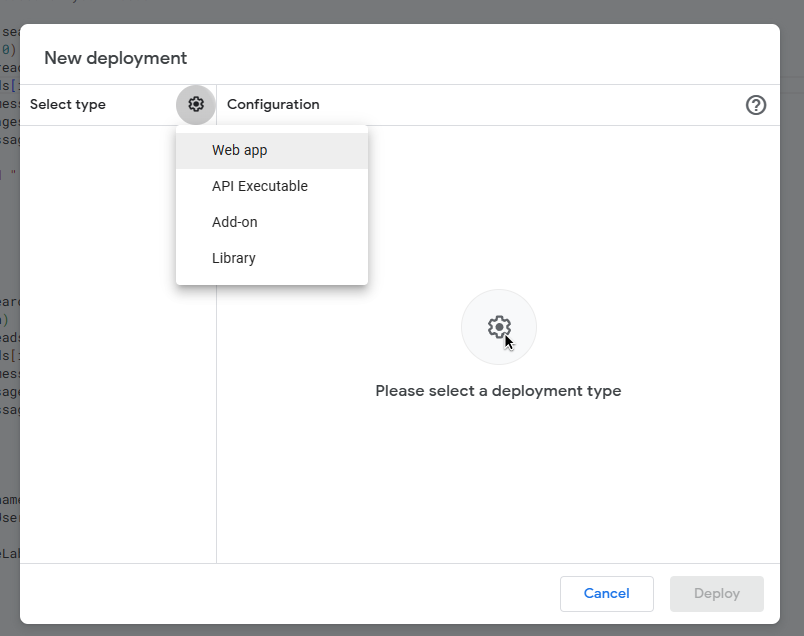 New deployment
Select type
Configuration
Web app
API Executable
Add-on
Library
Please select a deployment type
Cancel
Deploy